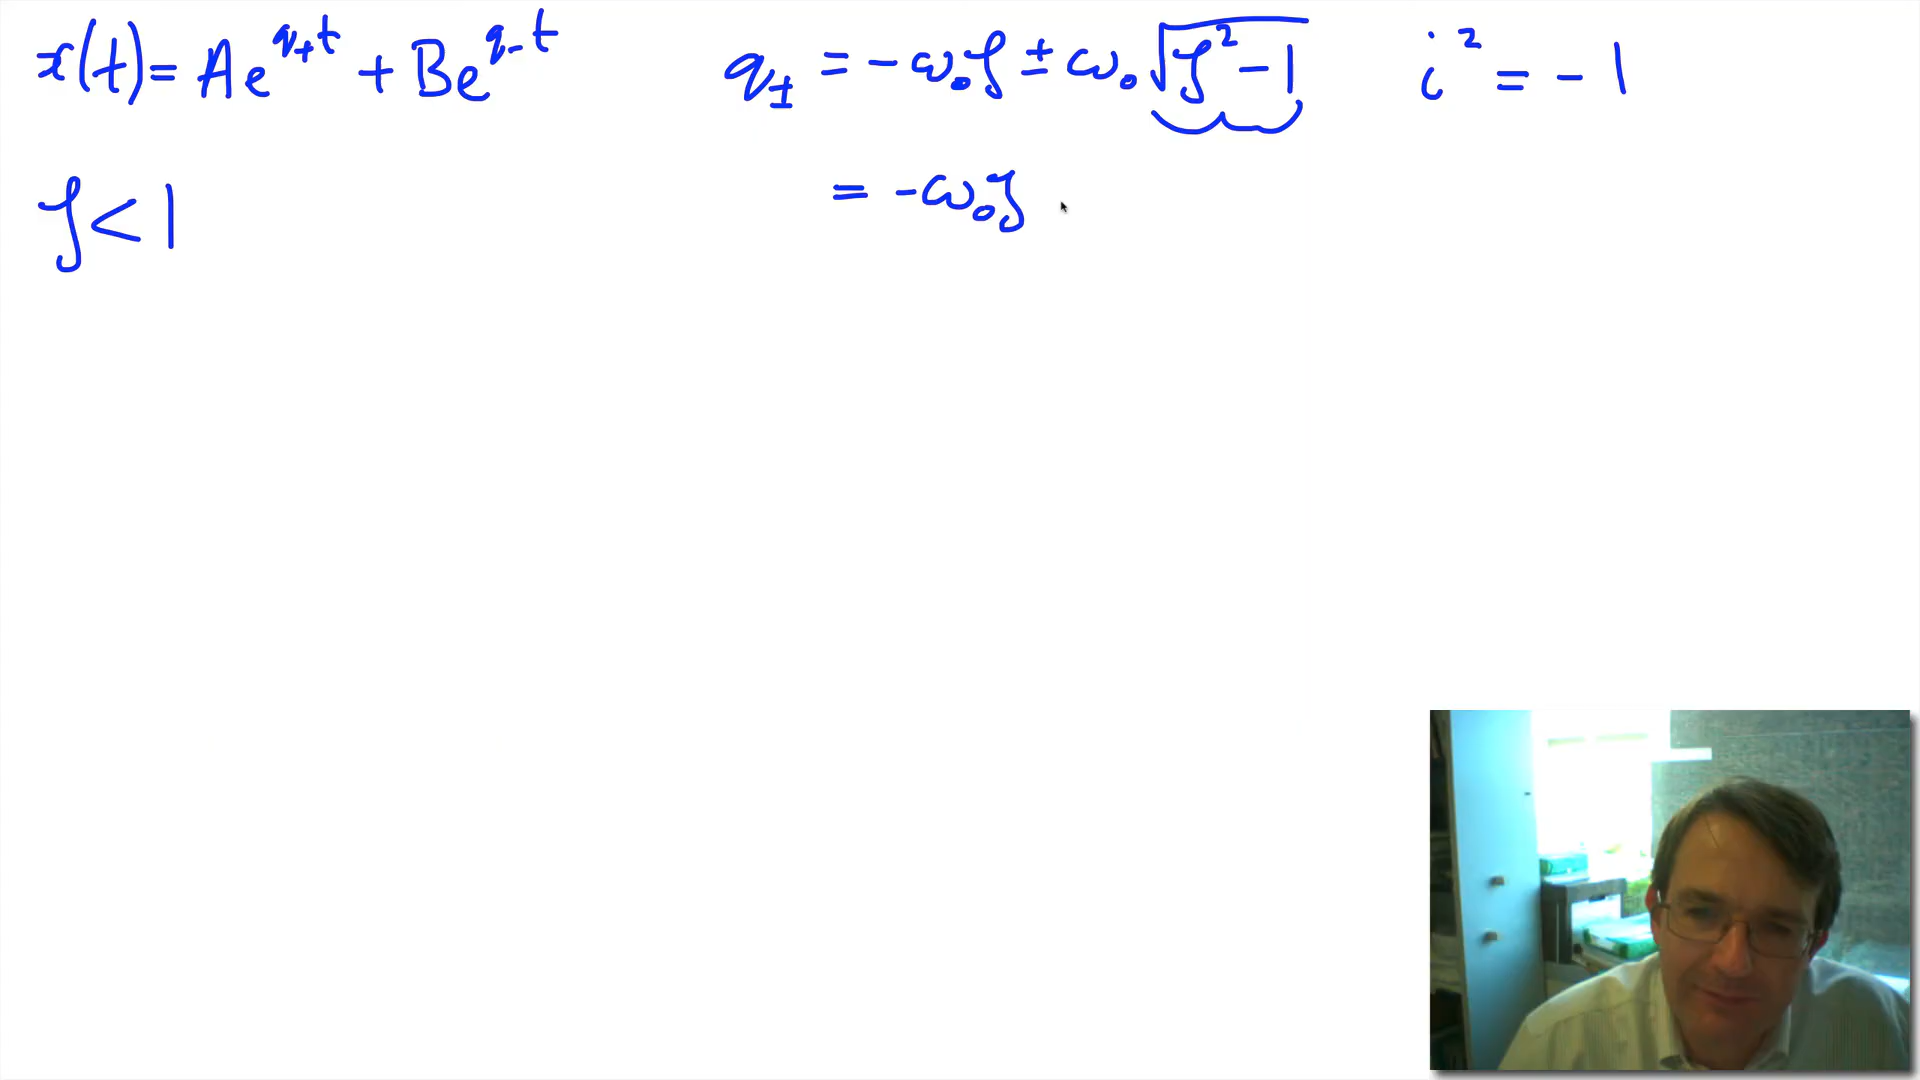 x(t) = Ae^{q₊t} + Be^{q₋t}
q± = -ω₀ζ ± ω₀√(ζ² - 1)
i² = -1
ζ < 1
= -ω₀ζ